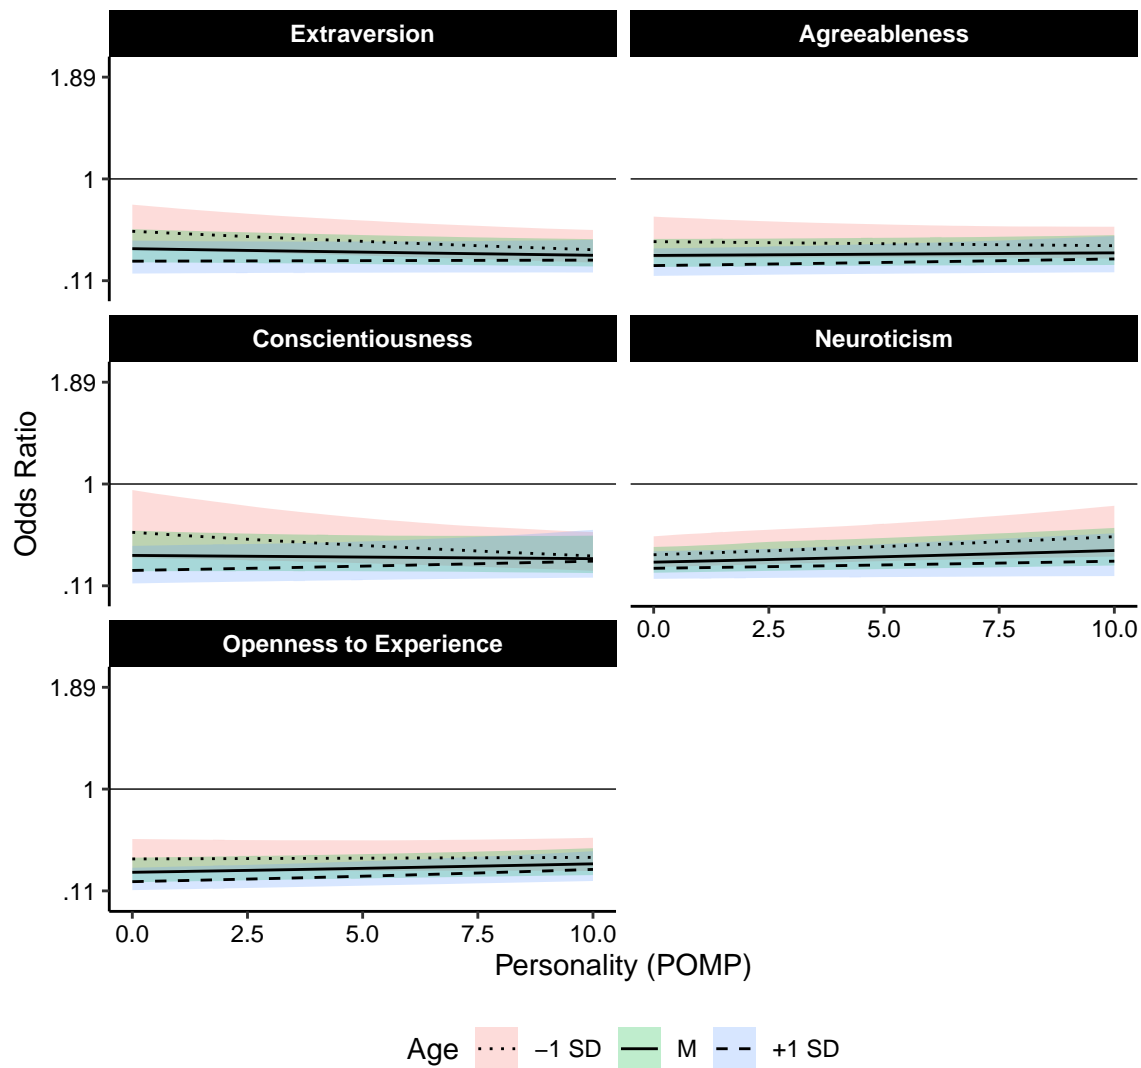 Extraversion
Agreeableness
1.89
1
.11
Conscientiousness
Neuroticism
1.89
1
.11
0.0 2.5 5.0 7.5 10.0
Openness to Experience
1.89
1
.11
0.0 2.5 5.0 7.5 10.0
Odds Ratio
Personality (POMP)
Age −1 SD M +1 SD